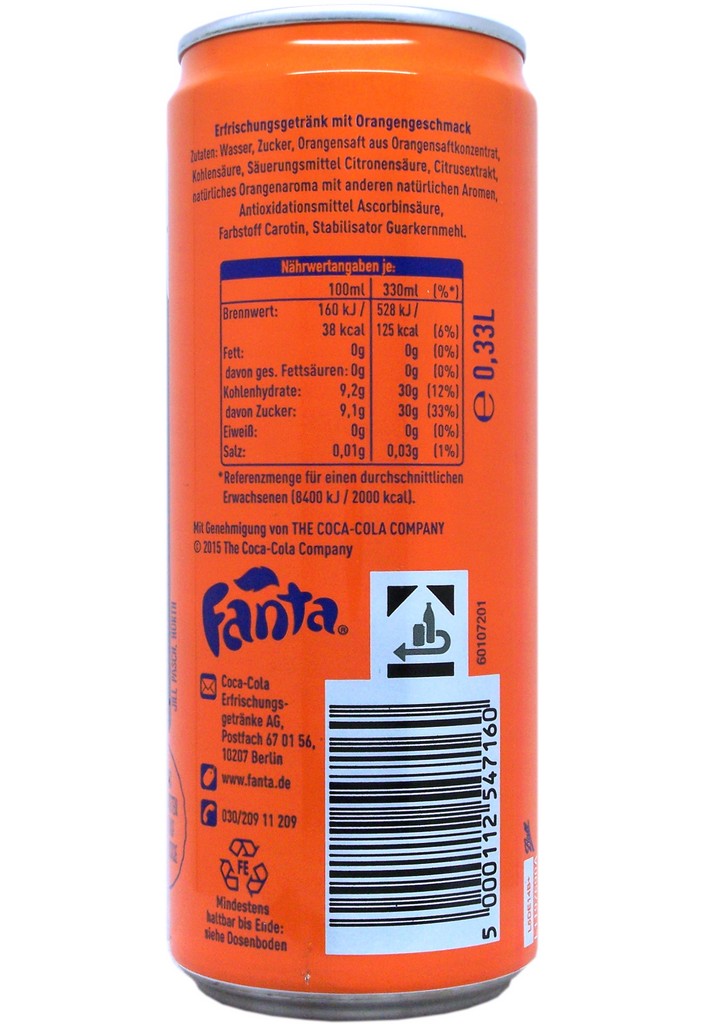 Erfrischungsgetränk mit Orangengeschmack
Zutaten: Wasser, Zucker, Orangensaft aus Orangensaftkonzentrat,
Kohlensäure, Säuerungsmittel Citronensäure, Citrusextrakt,
natürliches Orangenaroma mit anderen natürlichen Aromen,
Antioxidationsmittel Ascorbinsäure,
Farbstoff Carotin, Stabilisator Guarkernmehl.
Nährwertangaben je:
100ml 330ml (%*)
Brennwert: 160 kJ / 528 kJ /
38 kcal 125 kcal (6%)
Fett: 0g 0g (0%)
davon ges. Fettsäuren: 0g 0g (0%)
Kohlenhydrate: 9,2g 30g (12%)
davon Zucker: 9,1g 30g (33%)
Eiweiß: 0g 0g (0%)
Salz: 0,01g 0,03g (1%)
℮ 0,33L
*Referenzmenge für einen durchschnittlichen
Erwachsenen (8400 kJ / 2000 kcal).
Mit Genehmigung von THE COCA-COLA COMPANY
© 2015 The Coca-Cola Company
Fanta®
60107201
Coca-Cola
Erfrischungs-
getränke AG,
Postfach 67 01 56,
10207 Berlin
www.fanta.de
030/209 11 209
FE
Mindestens
haltbar bis Ende:
siehe Dosenboden
5 000112 547160
Ball